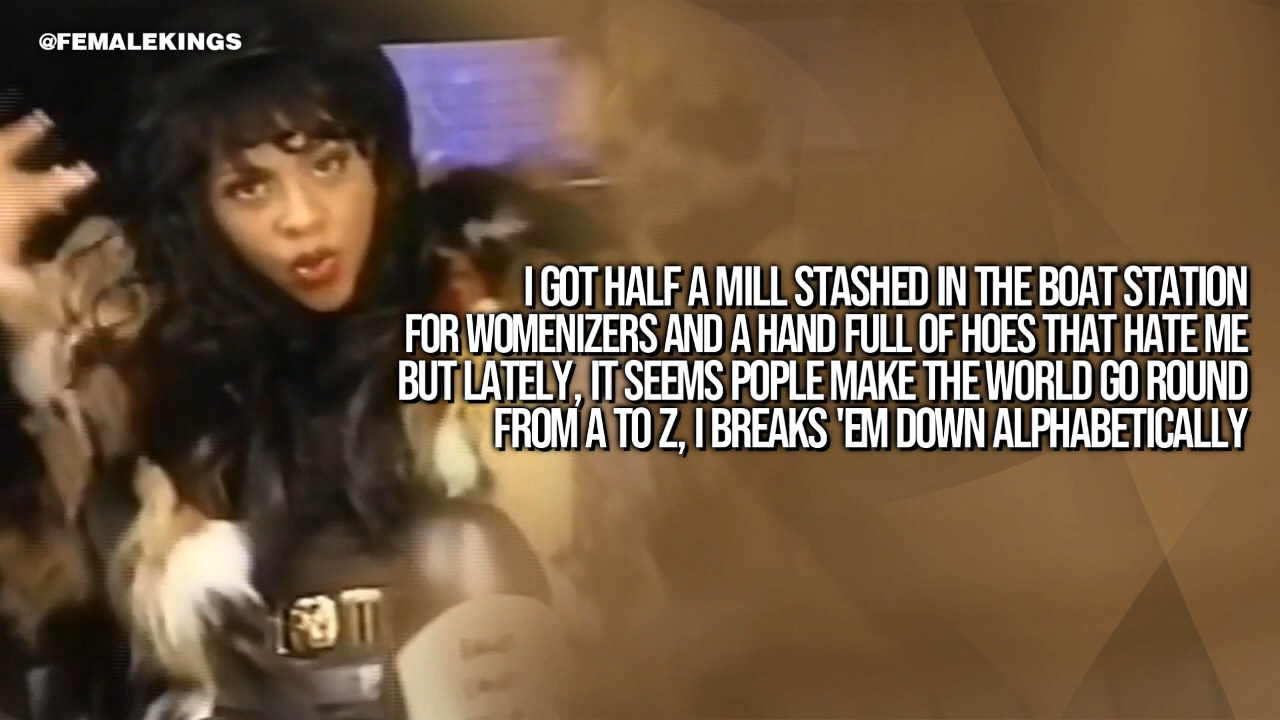 @FEMALEKINGS
I GOT HALF A MILL STASHED IN THE BOAT STATION
FOR WOMENIZERS AND A HAND FULL OF HOES THAT HATE ME
BUT LATELY, IT SEEMS POPLE MAKE THE WORLD GO ROUND
FROM A TO Z, I BREAKS 'EM DOWN ALPHABETICALLY